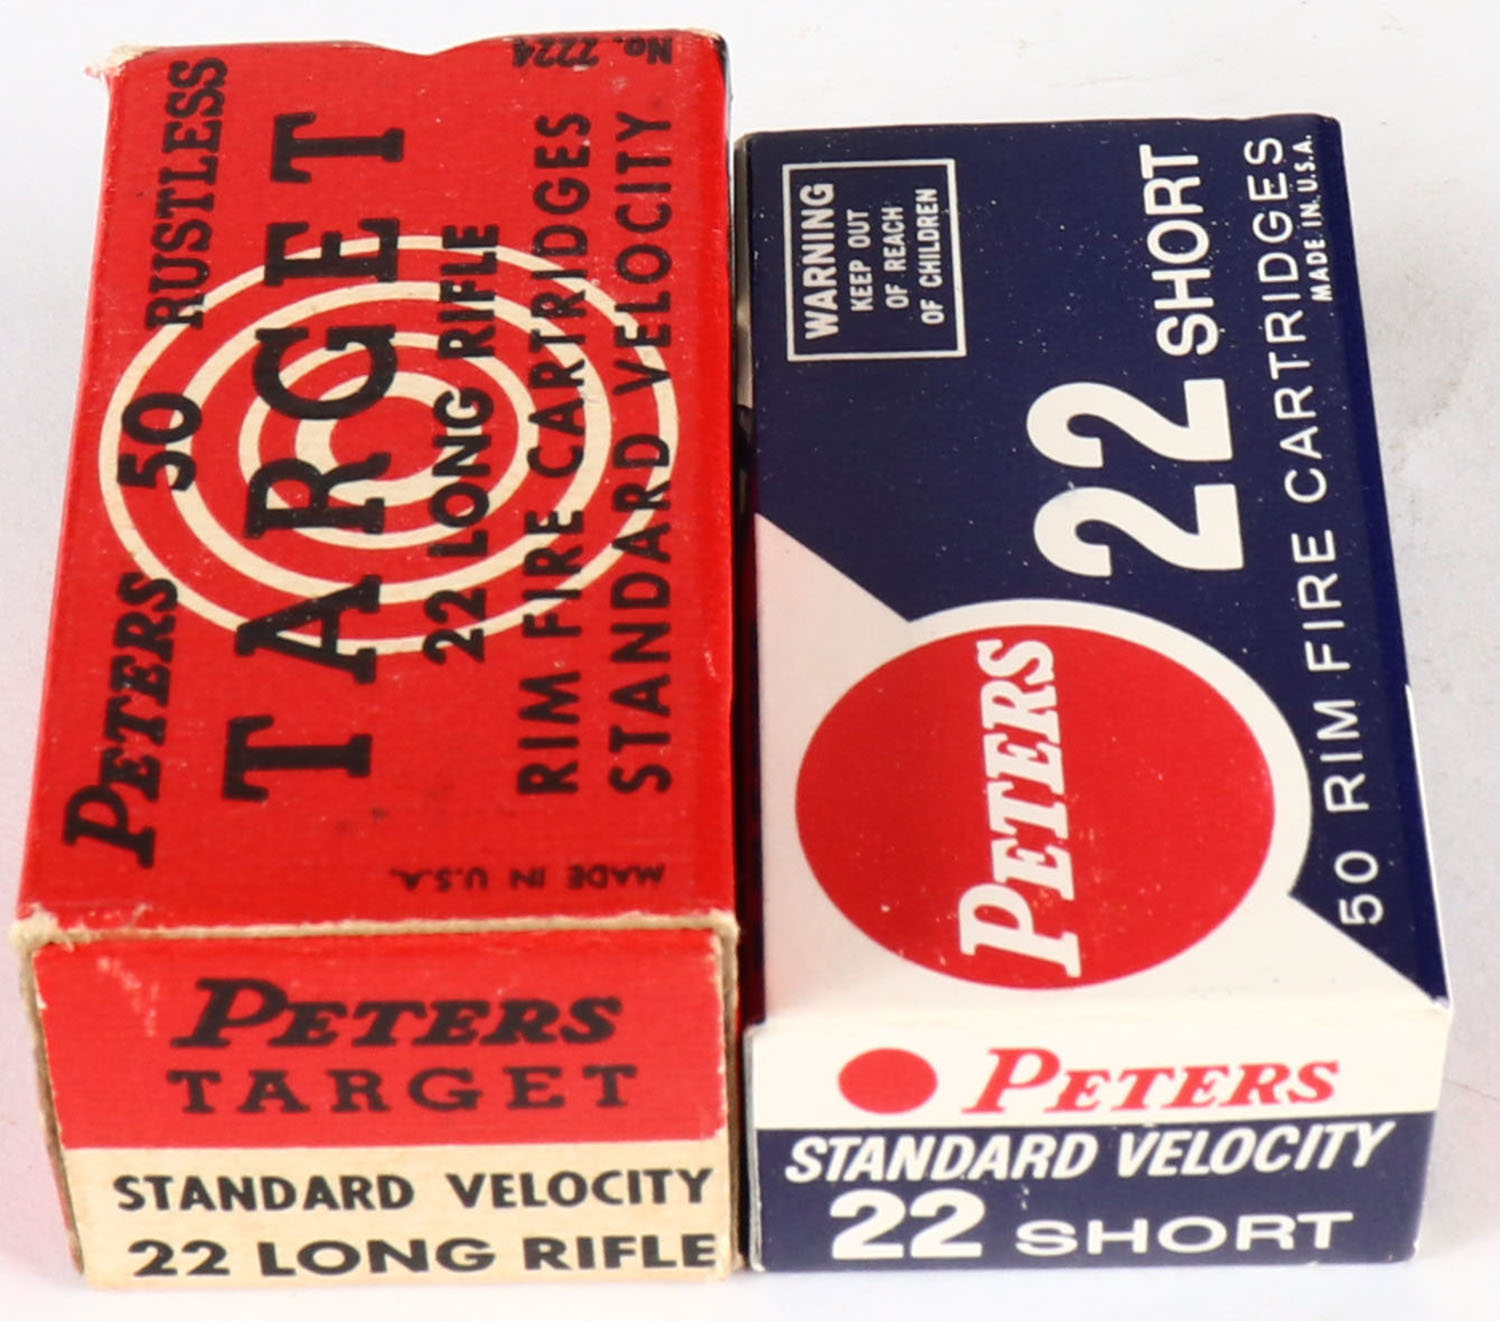 No. 2224
PETERS 50 RUSTLESS
TARGET
22 LONG RIFLE
RIM FIRE CARTRIDGES
STANDARD VELOCITY
MADE IN U.S.A.
PETERS
TARGET
STANDARD VELOCITY
22 LONG RIFLE
WARNING
KEEP OUT
OF REACH
OF CHILDREN
PETERS
22 SHORT
50 RIM FIRE CARTRIDGES
MADE IN U.S.A.
PETERS
STANDARD VELOCITY
22 SHORT